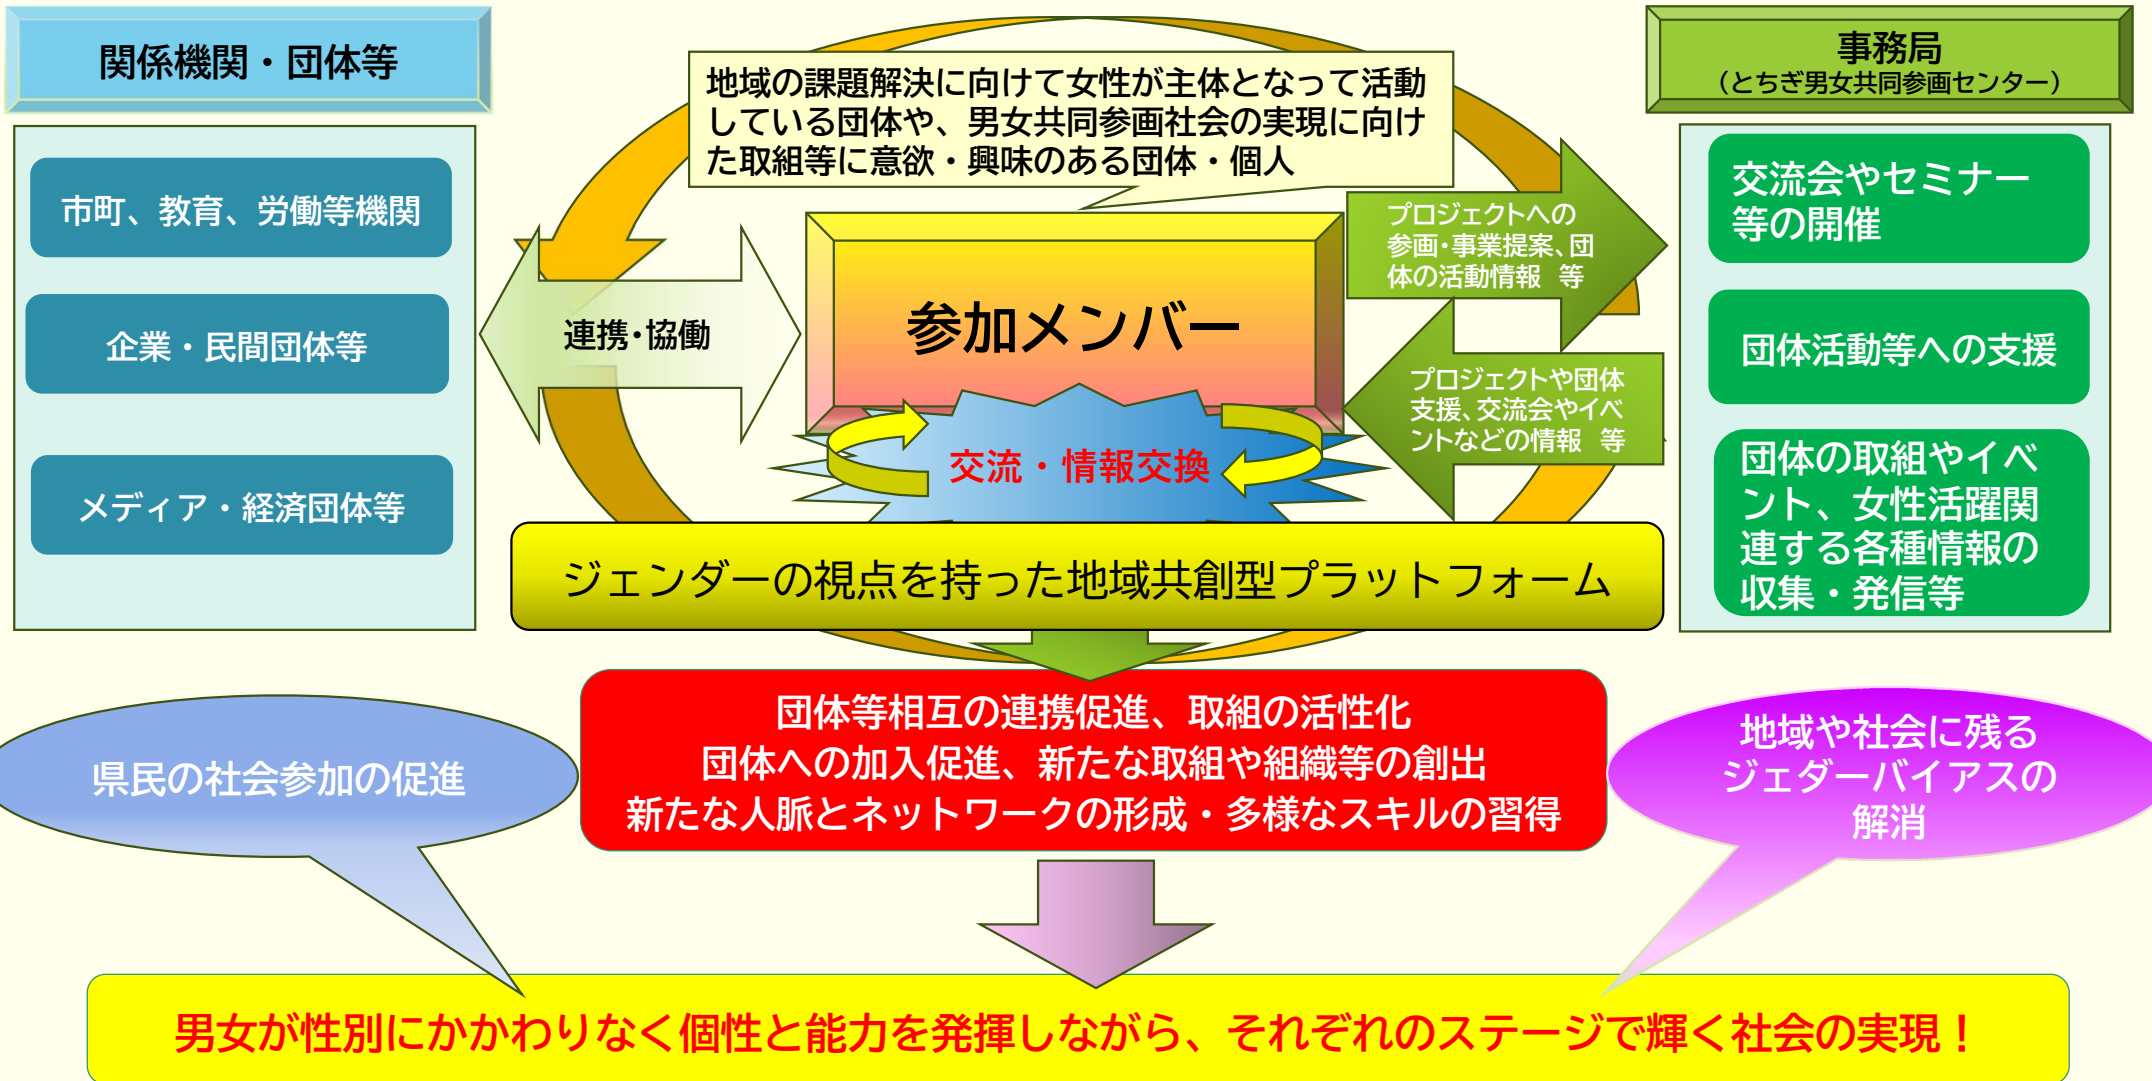 関係機関・団体等
市町、教育、労働等機関
企業・民間団体等
メディア・経済団体等
地域の課題解決に向けて女性が主体となって活動
している団体や、男女共同参画社会の実現に向け
た取組等に意欲・興味のある団体・個人
連携・協働
参加メンバー
交流・情報交換
プロジェクトへの
参画・事業提案、団
体の活動情報　等
プロジェクトや団体
支援、交流会やイベ
ントなどの情報　等
事務局
（とちぎ男女共同参画センター）
交流会やセミナー
等の開催
団体活動等への支援
団体の取組やイベ
ント、女性活躍関
連する各種情報の
収集・発信等
ジェンダーの視点を持った地域共創型プラットフォーム
団体等相互の連携促進、取組の活性化
団体への加入促進、新たな取組や組織等の創出
新たな人脈とネットワークの形成・多様なスキルの習得
県民の社会参加の促進
地域や社会に残る
ジェダーバイアスの
解消
男女が性別にかかわりなく個性と能力を発揮しながら、それぞれのステージで輝く社会の実現！